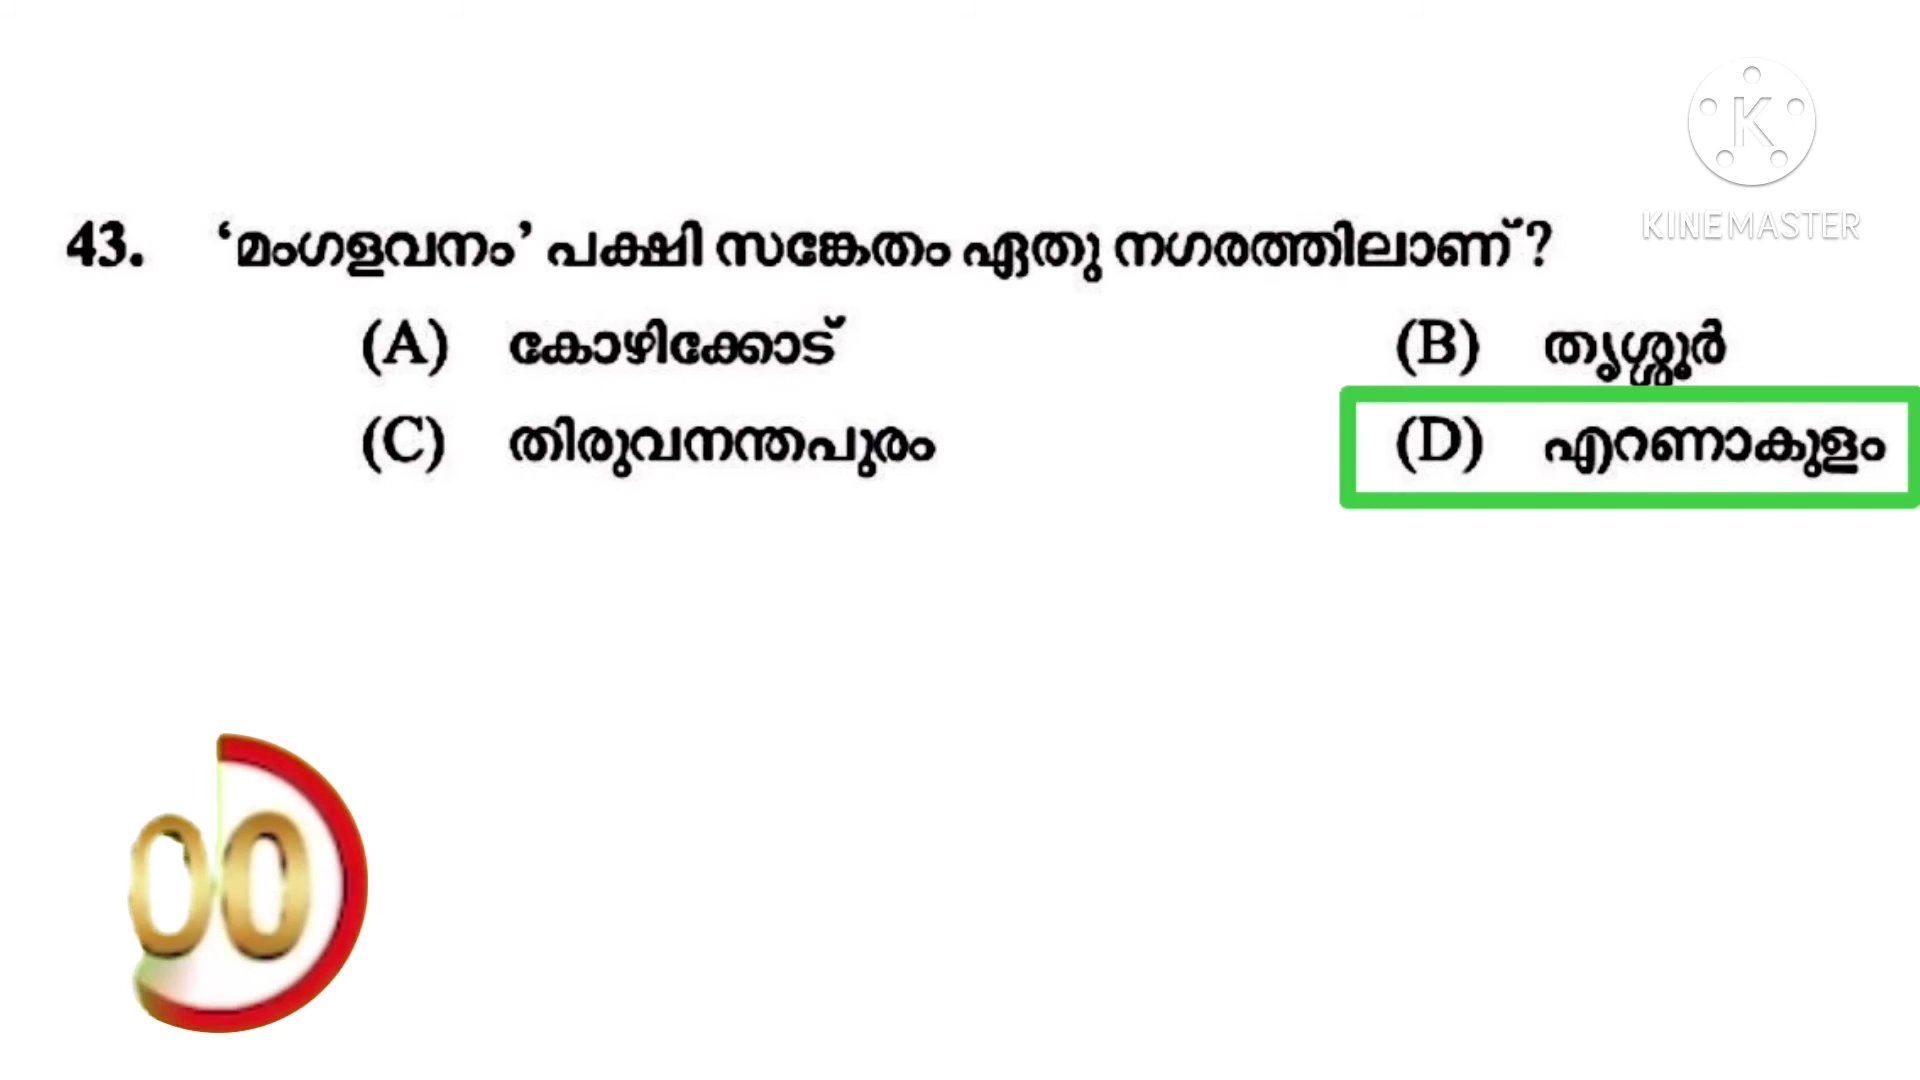 K
KINEMASTER
43. ‘മംഗളവനം’ പക്ഷി സങ്കേതം ഏതു നഗരത്തിലാണ് ?
(A) കോഴിക്കോട് (B) തൃശ്ശൂർ
(C) തിരുവനന്തപുരം (D) എറണാകുളം
00